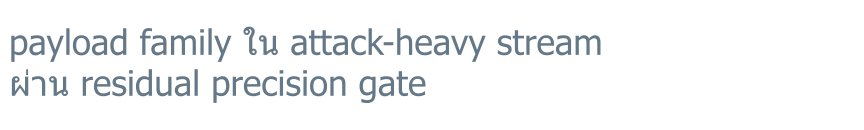 payload family ใน attack-heavy stream
ผ่าน residual precision gate